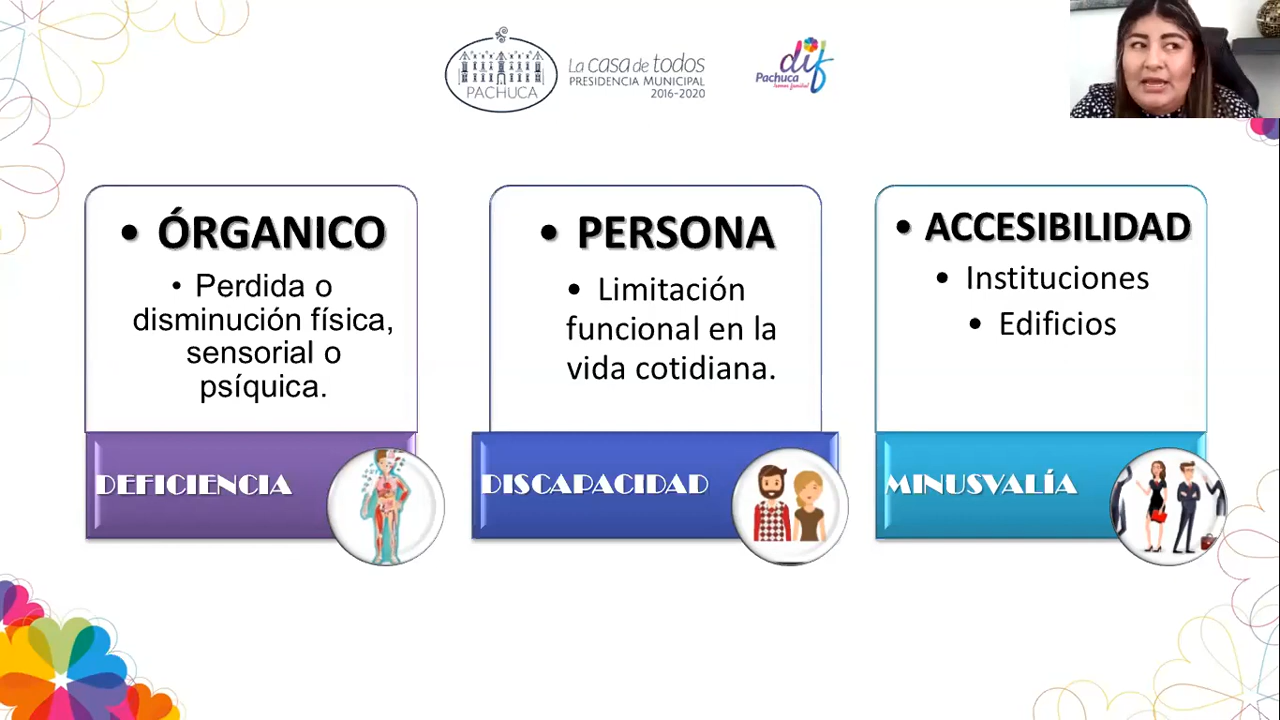 PACHUCA
La casa de todos
PRESIDENCIA MUNICIPAL
2016-2020
dif
Pachuca
• ÓRGANICO
• Perdida o
disminución física,
sensorial o
psíquica.
DEFICIENCIA
• PERSONA
• Limitación
funcional en la
vida cotidiana.
DISCAPACIDAD
• ACCESIBILIDAD
• Instituciones
• Edificios
MINUSVALÍA